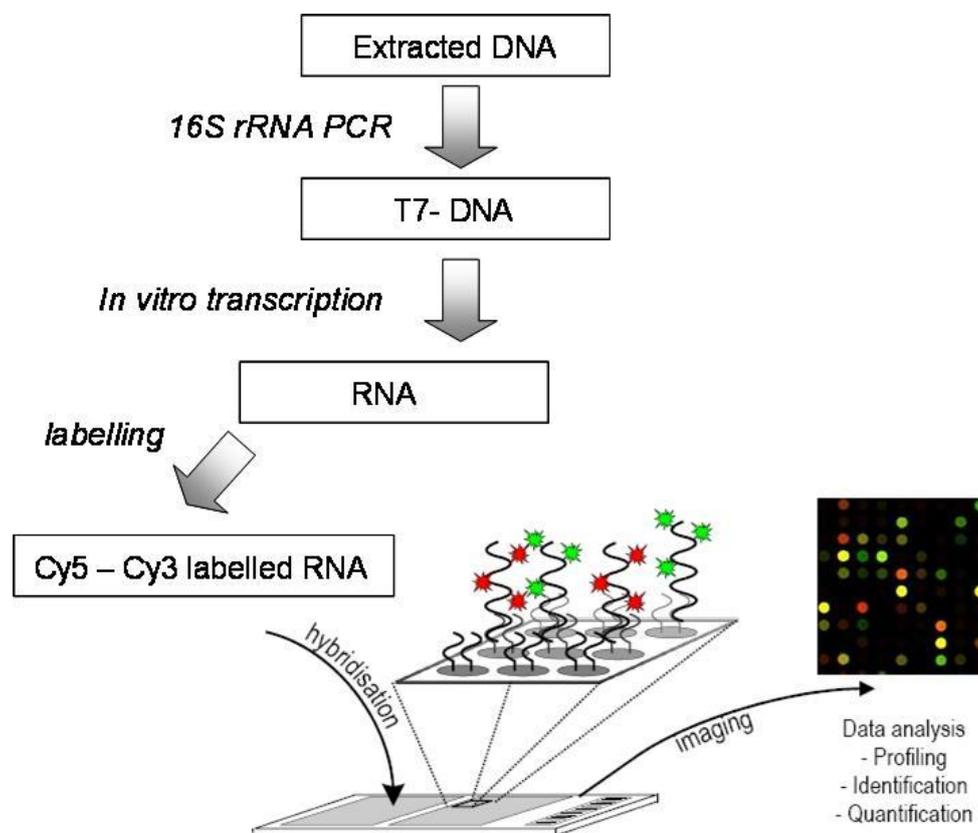 Extracted DNA
16S rRNA PCR
T7- DNA
In vitro transcription
RNA
labelling
Cy5 – Cy3 labelled RNA
hybridisation
imaging
Data analysis
- Profiling
- Identification
- Quantification